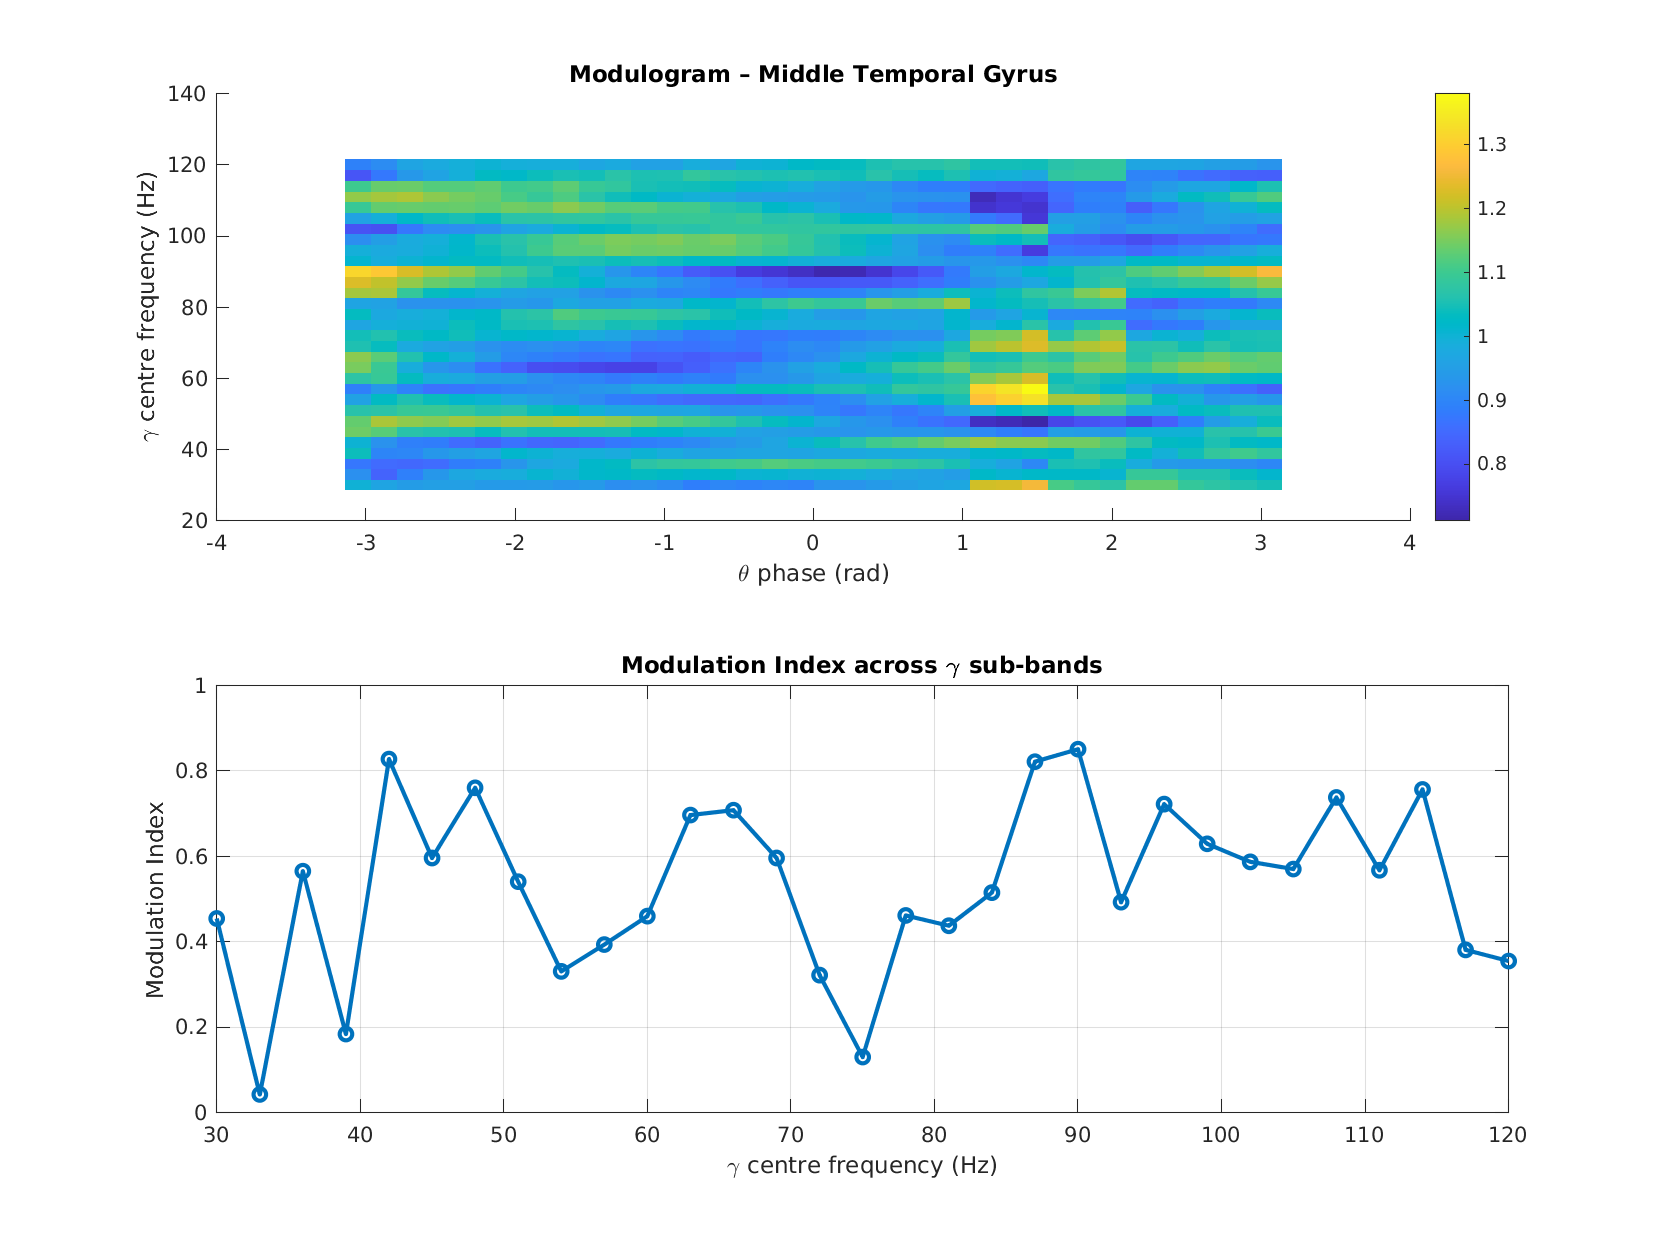 Modulogram – Middle Temporal Gyrus
140
120
100
80
60
40
20
γ centre frequency (Hz)
-4 -3 -2 -1 0 1 2 3 4
θ phase (rad)
1.3
1.2
1.1
1
0.9
0.8
Modulation Index across γ sub-bands
1
0.8
0.6
0.4
0.2
0
Modulation Index
30 40 50 60 70 80 90 100 110 120
γ centre frequency (Hz)